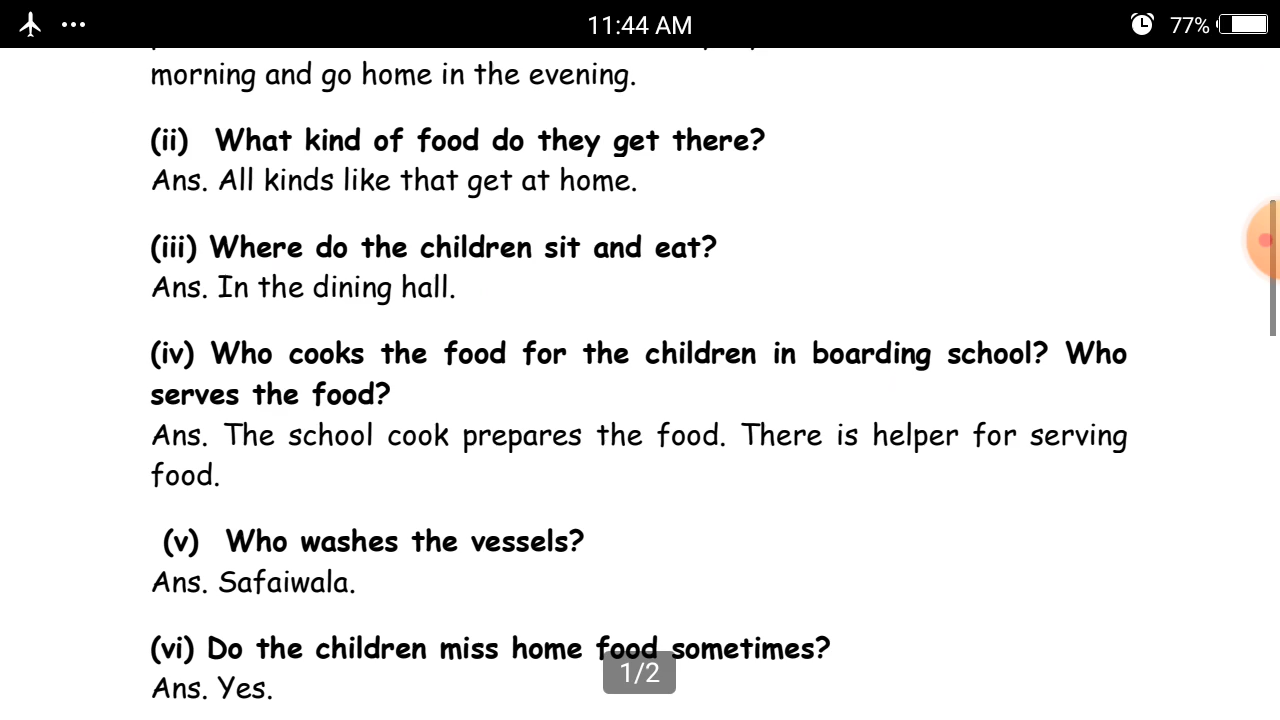 11:44 AM
77%
morning and go home in the evening.
(ii) What kind of food do they get there?
Ans. All kinds like that get at home.
(iii) Where do the children sit and eat?
Ans. In the dining hall.
(iv) Who cooks the food for the children in boarding school? Who
serves the food?
Ans. The school cook prepares the food. There is helper for serving
food.
(v) Who washes the vessels?
Ans. Safaiwala.
(vi) Do the children miss home food sometimes?
1/2
Ans. Yes.